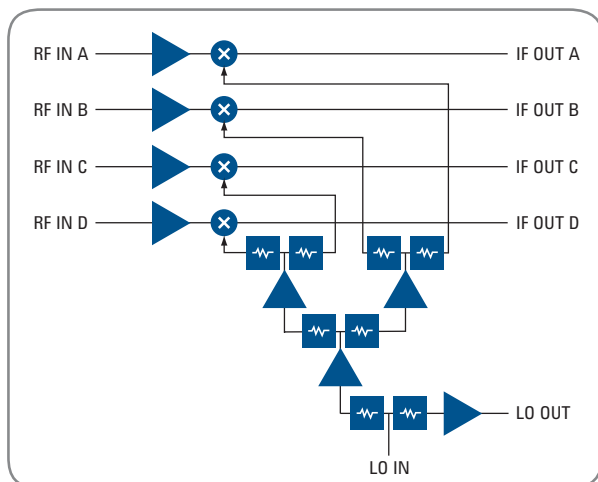 RF IN A
IF OUT A
RF IN B
IF OUT B
RF IN C
IF OUT C
RF IN D
IF OUT D
LO OUT
LO IN